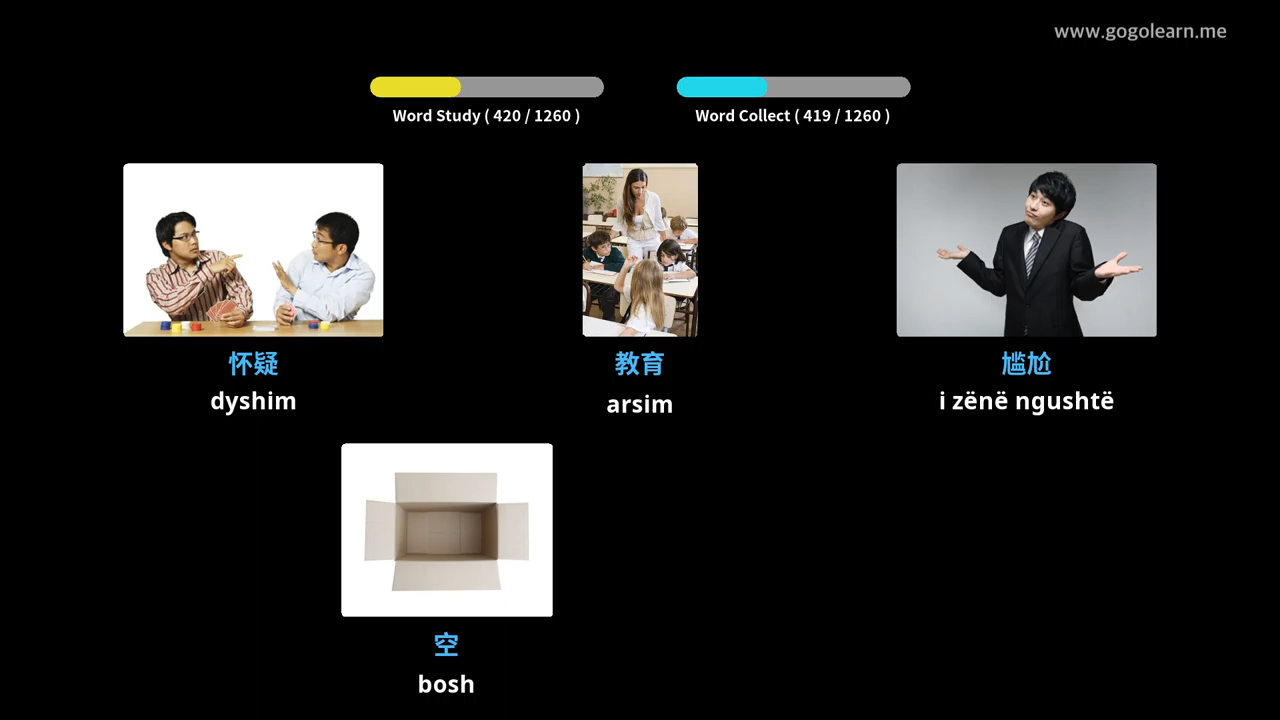 www.gogolearn.me
Word Study ( 420 / 1260 )
Word Collect ( 419 / 1260 )
怀疑
dyshim
教育
arsim
尴尬
i zënë ngushtë
空
bosh